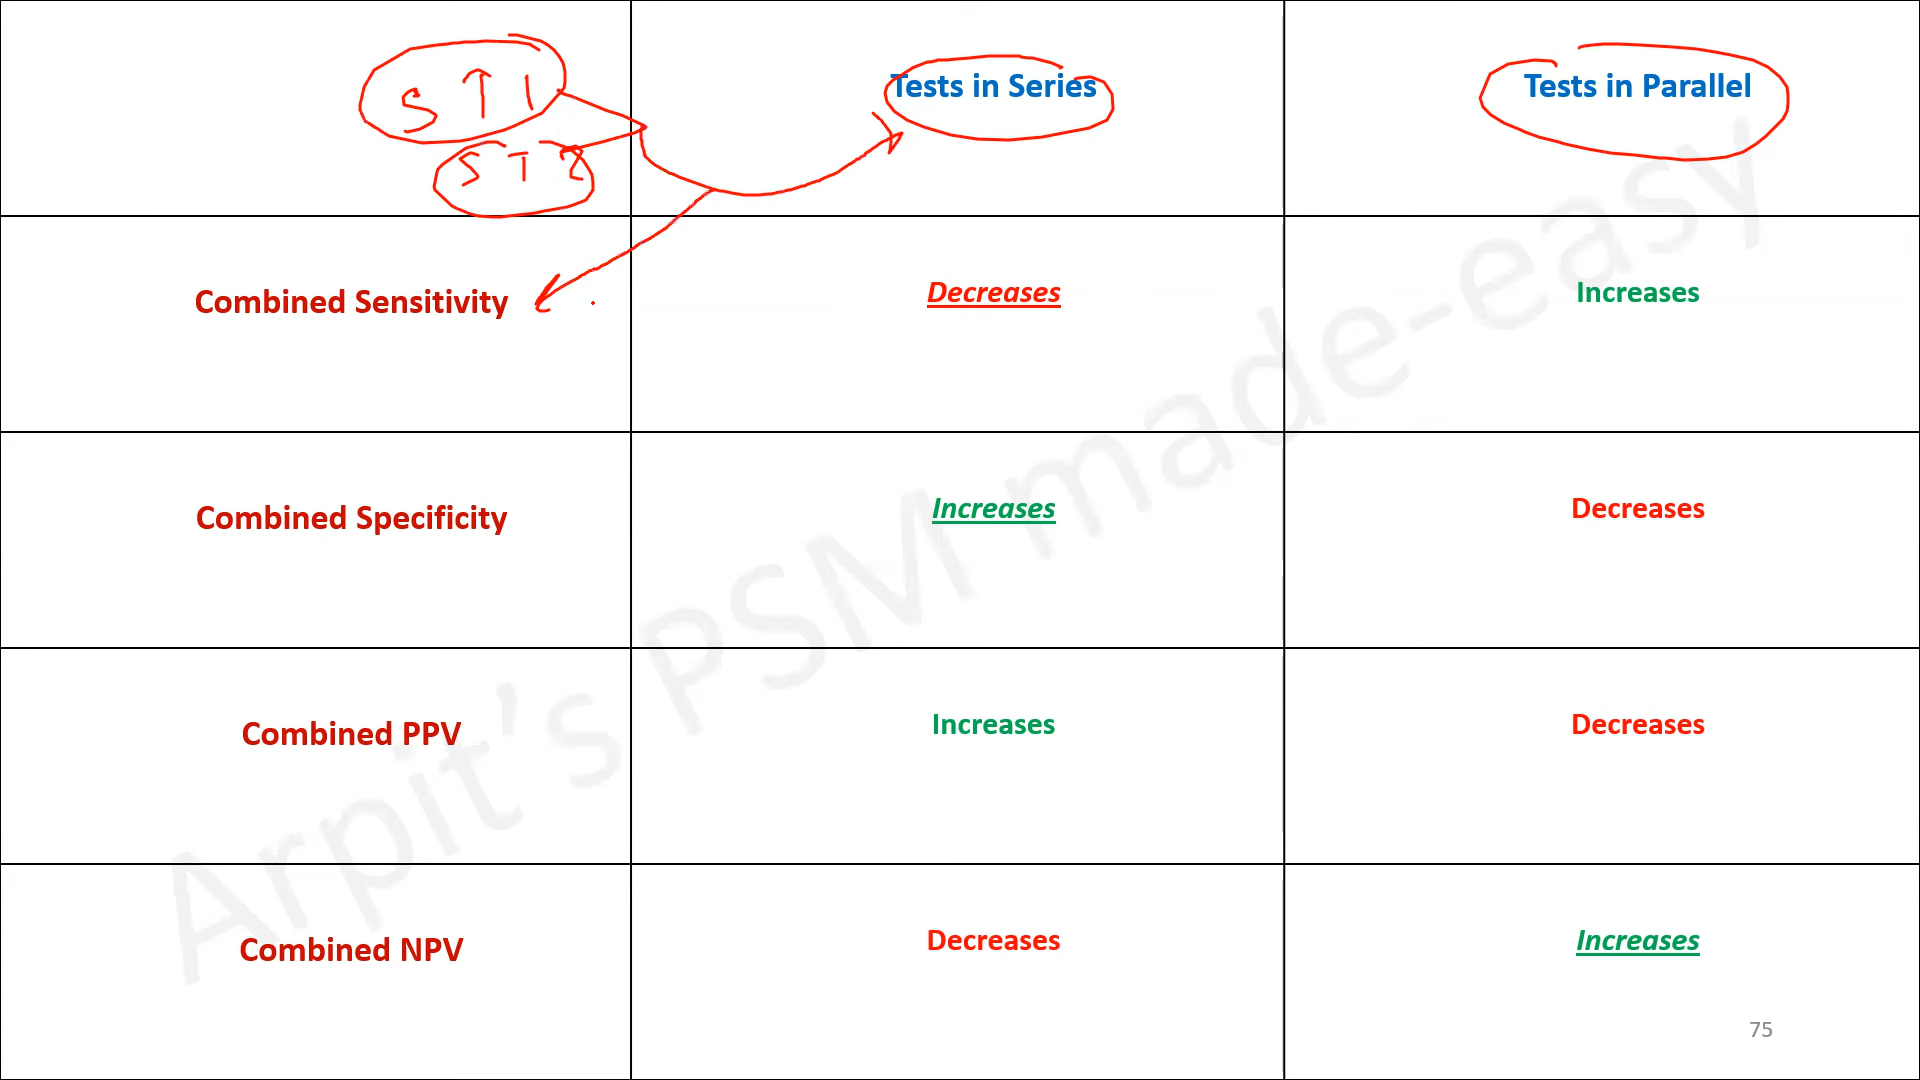 S T 1
S T 2
Tests in Series
Tests in Parallel
Combined Sensitivity
Decreases
Increases
Combined Specificity
Increases
Decreases
Combined PPV
Increases
Decreases
Combined NPV
Decreases
Increases
Arpit's PSM made-easy
75